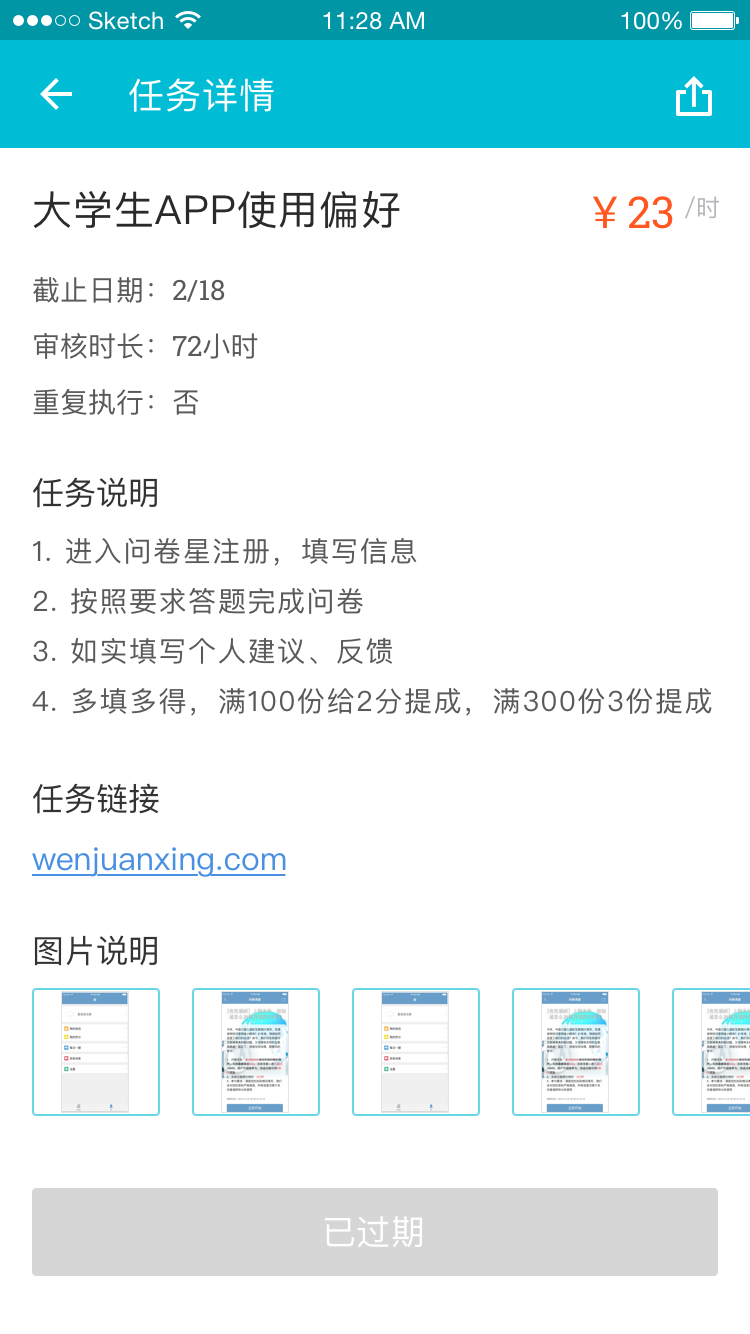 Sketch 11:28 AM 100%
任务详情
大学生APP使用偏好 ¥ 23 /时
截止日期：2/18
审核时长：72小时
重复执行：否
任务说明
1. 进入问卷星注册，填写信息
2. 按照要求答题完成问卷
3. 如实填写个人建议、反馈
4. 多填多得，满100份给2分提成，满300份3份提成
任务链接
wenjuanxing.com
图片说明
已过期